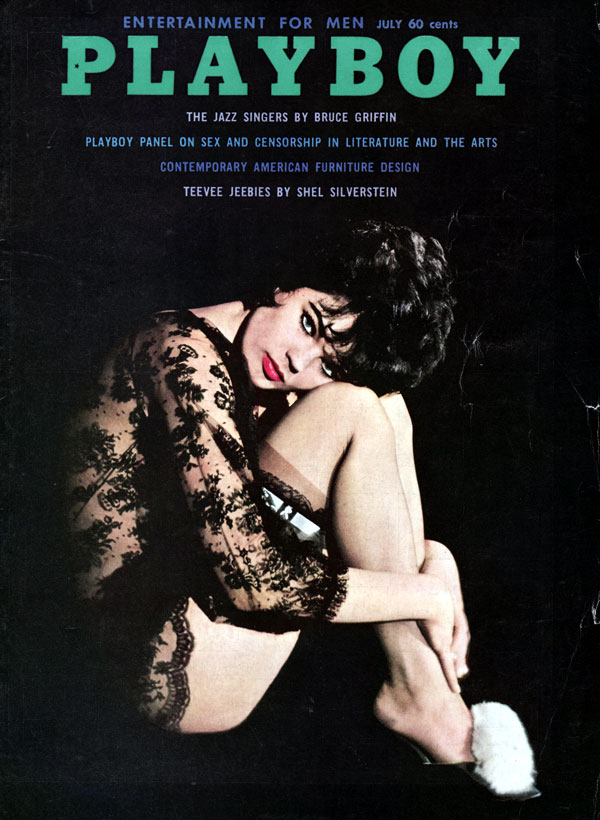 ENTERTAINMENT FOR MEN JULY 60 cents
PLAYBOY
THE JAZZ SINGERS BY BRUCE GRIFFIN
PLAYBOY PANEL ON SEX AND CENSORSHIP IN LITERATURE AND THE ARTS
CONTEMPORARY AMERICAN FURNITURE DESIGN
TEEVEE JEEBIES BY SHEL SILVERSTEIN